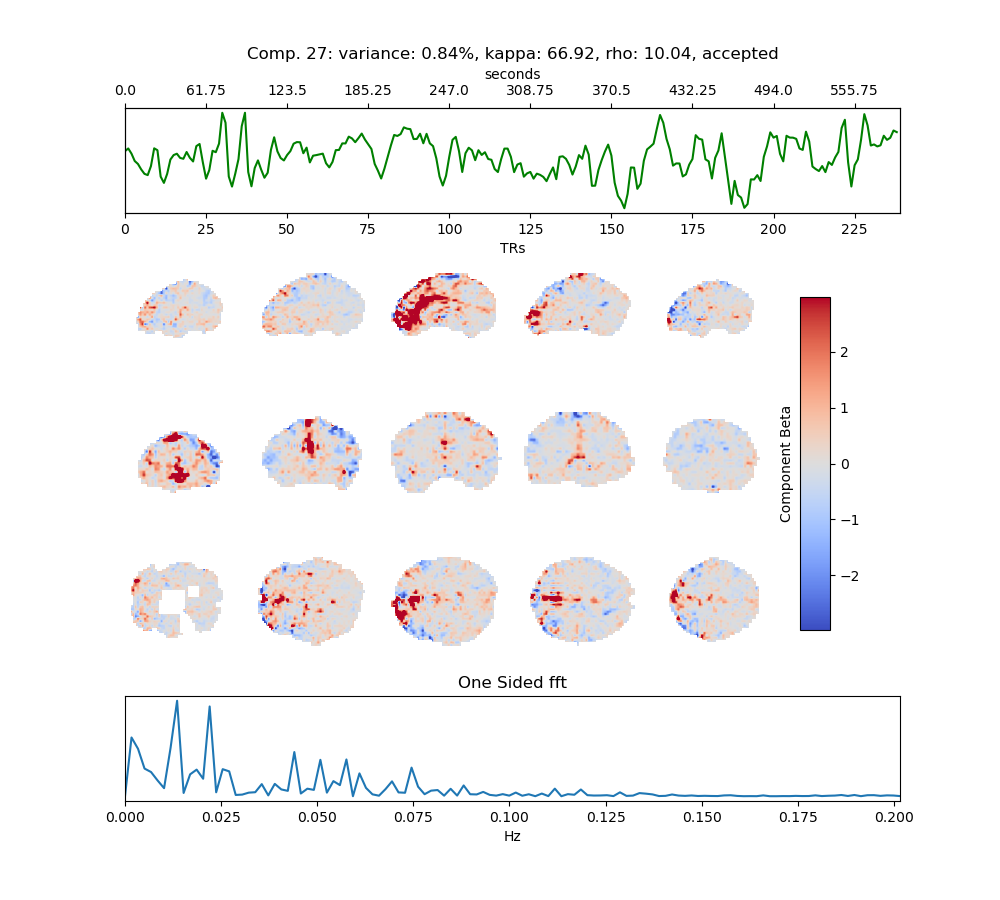 Comp. 27: variance: 0.84%, kappa: 66.92, rho: 10.04, accepted
seconds
0.0 61.75 123.5 185.25 247.0 308.75 370.5 432.25 494.0 555.75
0 25 50 75 100 125 150 175 200 225
TRs
2
1
0
−1
−2
Component Beta
One Sided fft
0.000 0.025 0.050 0.075 0.100 0.125 0.150 0.175 0.200
Hz